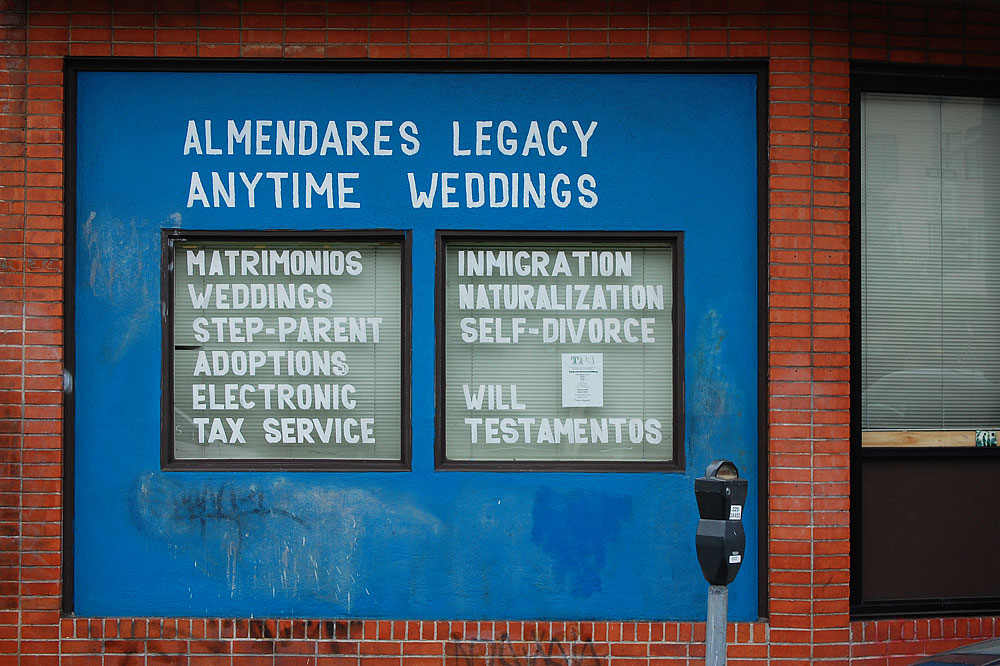 ALMENDARES LEGACY
ANYTIME WEDDINGS
MATRIMONIOS
WEDDINGS
STEP-PARENT
ADOPTIONS
ELECTRONIC
TAX SERVICE
INMIGRATION
NATURALIZATION
SELF-DIVORCE
WILL
TESTAMENTOS